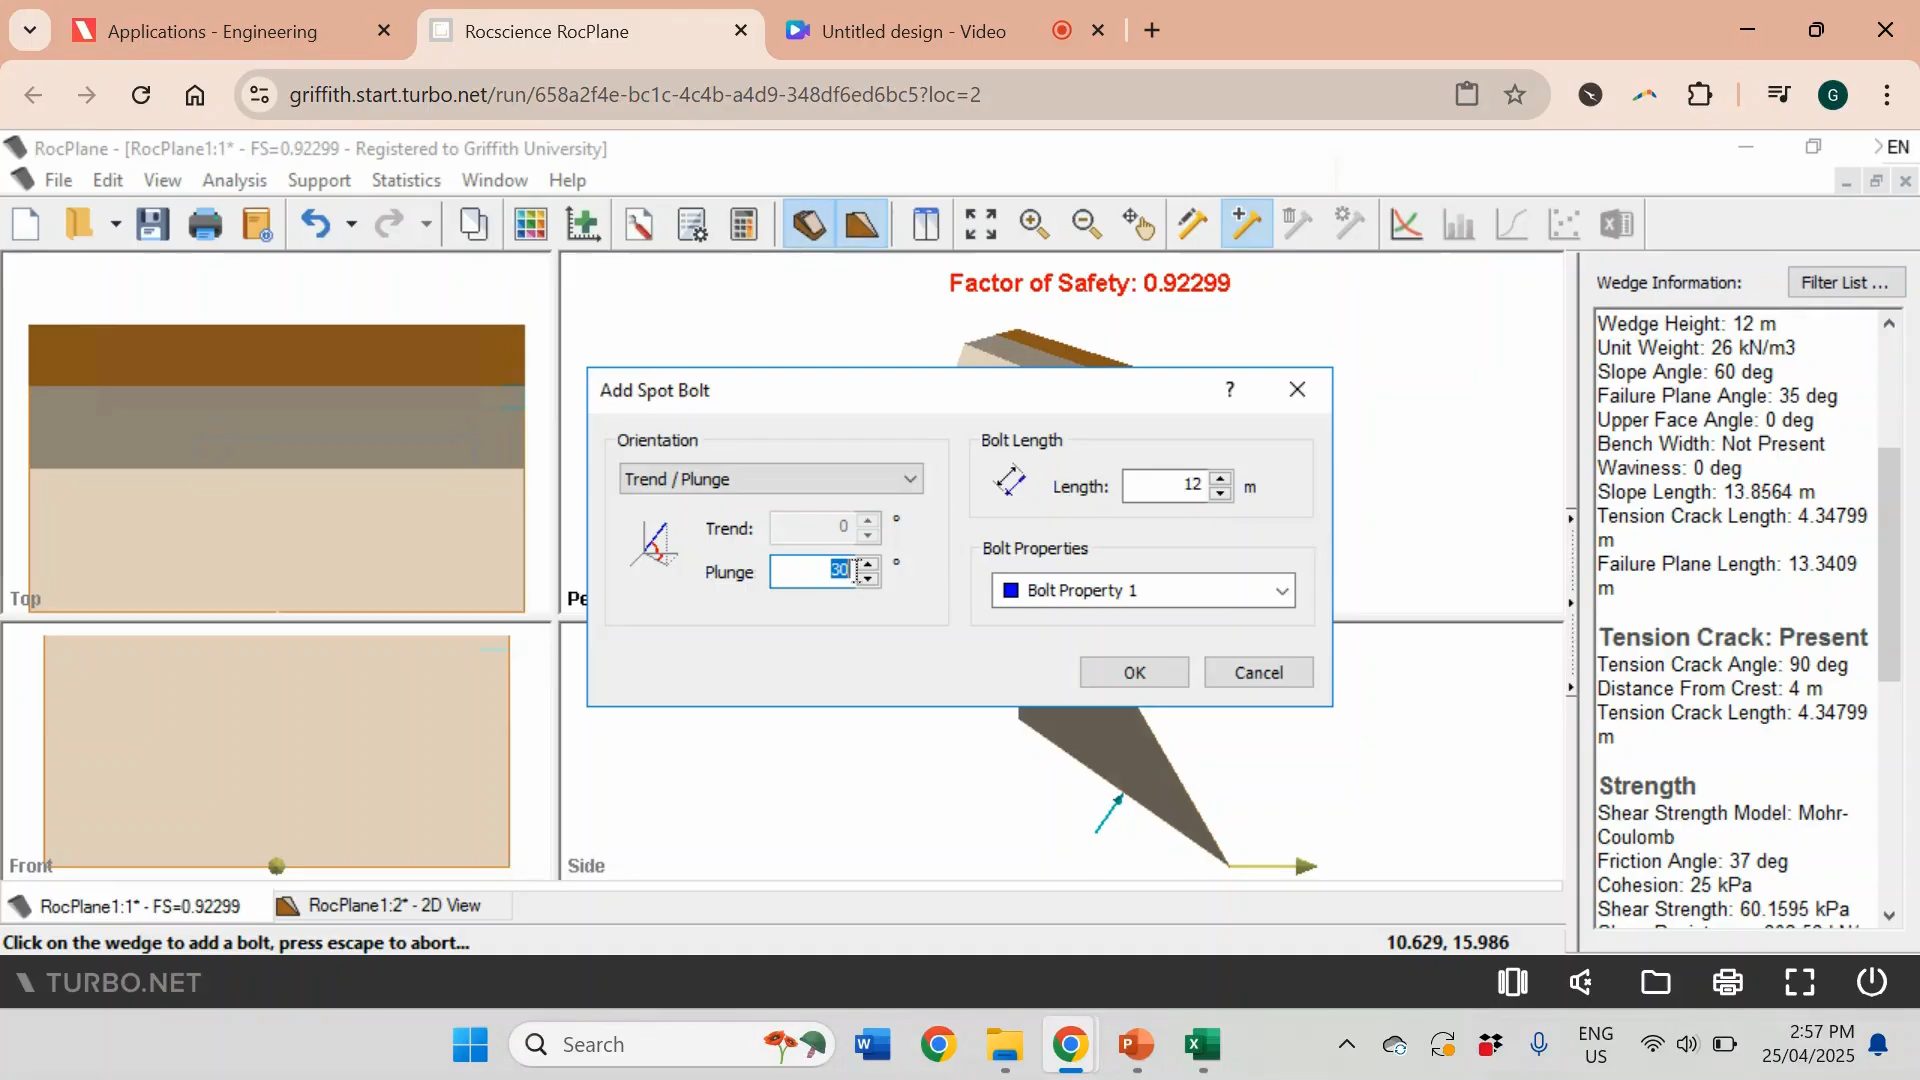 Applications - Engineering
Rocscience RocPlane
Untitled design - Video
griffith.start.turbo.net/run/658a2f4e-bc1c-4c4b-a4d9-348df6ed6bc5?loc=2
G
RocPlane - [RocPlane1:1* - FS=0.92299 - Registered to Griffith University]
EN
File Edit View Analysis Support Statistics Window Help
Factor of Safety: 0.92299
Top
Pe
Front
Side
Add Spot Bolt
?
Orientation
Trend / Plunge
Trend: 0 °
Plunge 30 °
Bolt Length
Length: 12 m
Bolt Properties
Bolt Property 1
OK
Cancel
Wedge Information:
Filter List ...
Wedge Height: 12 m
Unit Weight: 26 kN/m3
Slope Angle: 60 deg
Failure Plane Angle: 35 deg
Upper Face Angle: 0 deg
Bench Width: Not Present
Waviness: 0 deg
Slope Length: 13.8564 m
Tension Crack Length: 4.34799
m
Failure Plane Length: 13.3409
m
Tension Crack: Present
Tension Crack Angle: 90 deg
Distance From Crest: 4 m
Tension Crack Length: 4.34799
m
Strength
Shear Strength Model: Mohr-
Coulomb
Friction Angle: 37 deg
Cohesion: 25 kPa
Shear Strength: 60.1595 kPa
RocPlane1:1* - FS=0.92299
RocPlane1:2* - 2D View
Click on the wedge to add a bolt, press escape to abort...
10.629, 15.986
TURBO.NET
Search
ENG
US
2:57 PM
25/04/2025